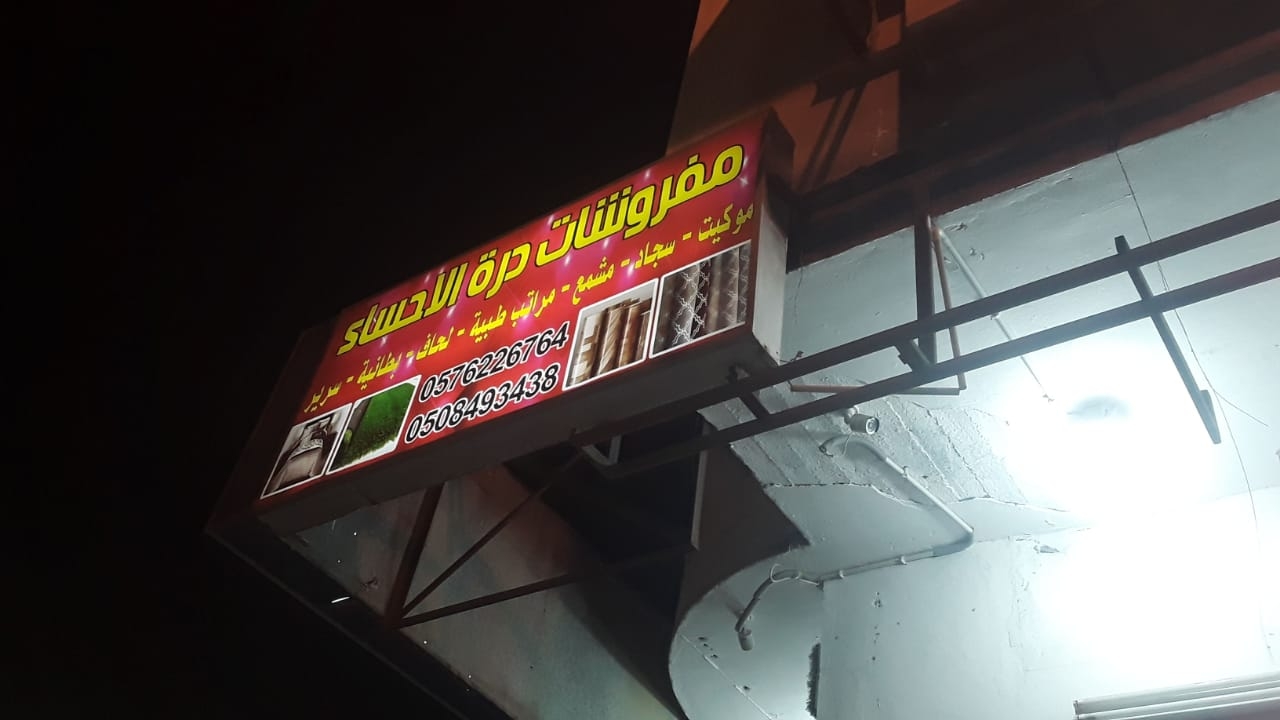 مفروشات درة الاحساء
موكيت - سجاد - مشمع - مراتب طبية - لحاف - بطانية - سرير
0576226764
0508493438